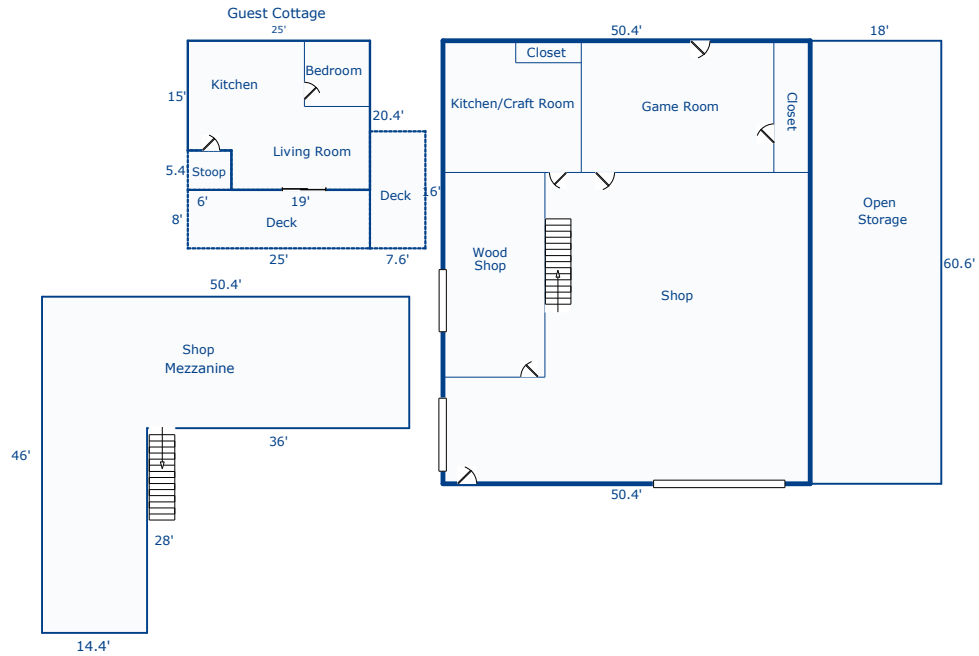 Guest Cottage
25'
Kitchen
Bedroom
15'
20.4'
Living Room
5.4'
Stoop
6'
19'
Deck
16'
8'
Deck
25'
7.6'
50.4'
18'
Closet
Kitchen/Craft Room
Game Room
Closet
Open
Storage
Wood
Shop
Shop
60.6'
50.4'
50.4'
Shop
Mezzanine
46'
36'
28'
14.4'